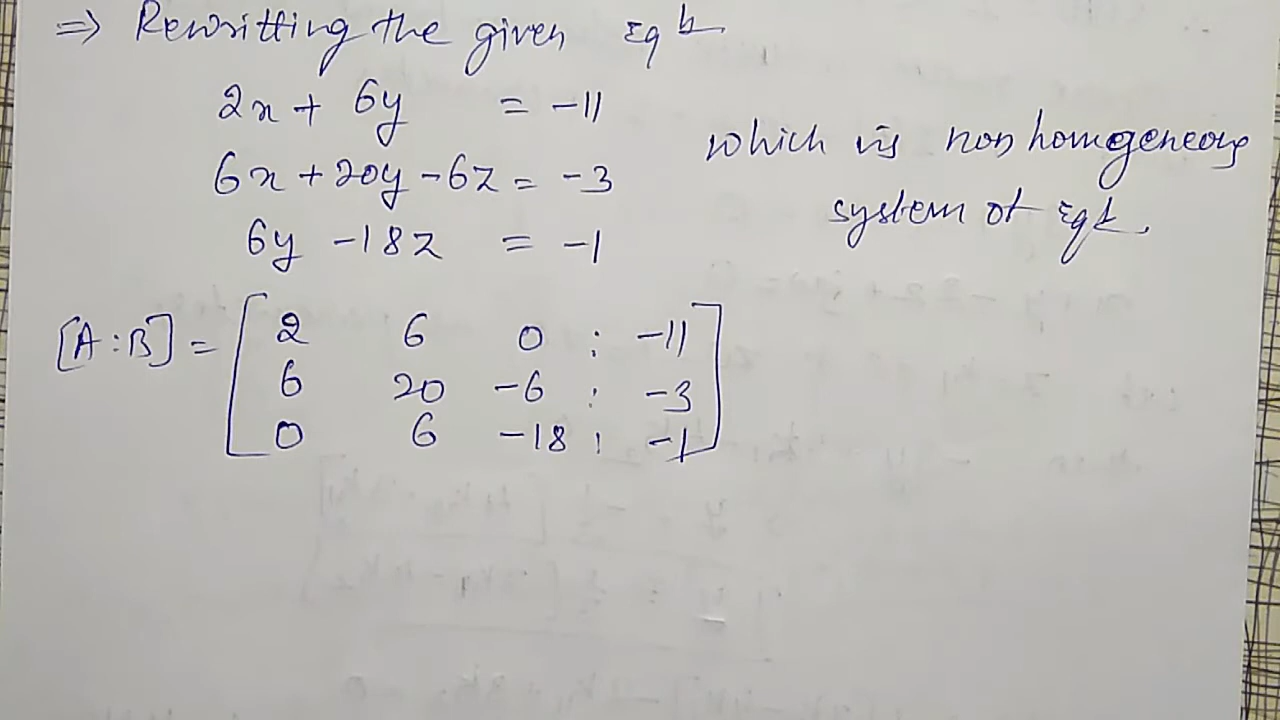 ⇒ Rewritting the given Eqⁿ
2x + 6y = -11
6x + 20y - 6z = -3
6y - 18z = -1
which is non homogeneous
system of Eqⁿ.
[A:B] = [ 2 6 0 : -11
6 20 -6 : -3
0 6 -18 : -1 ]